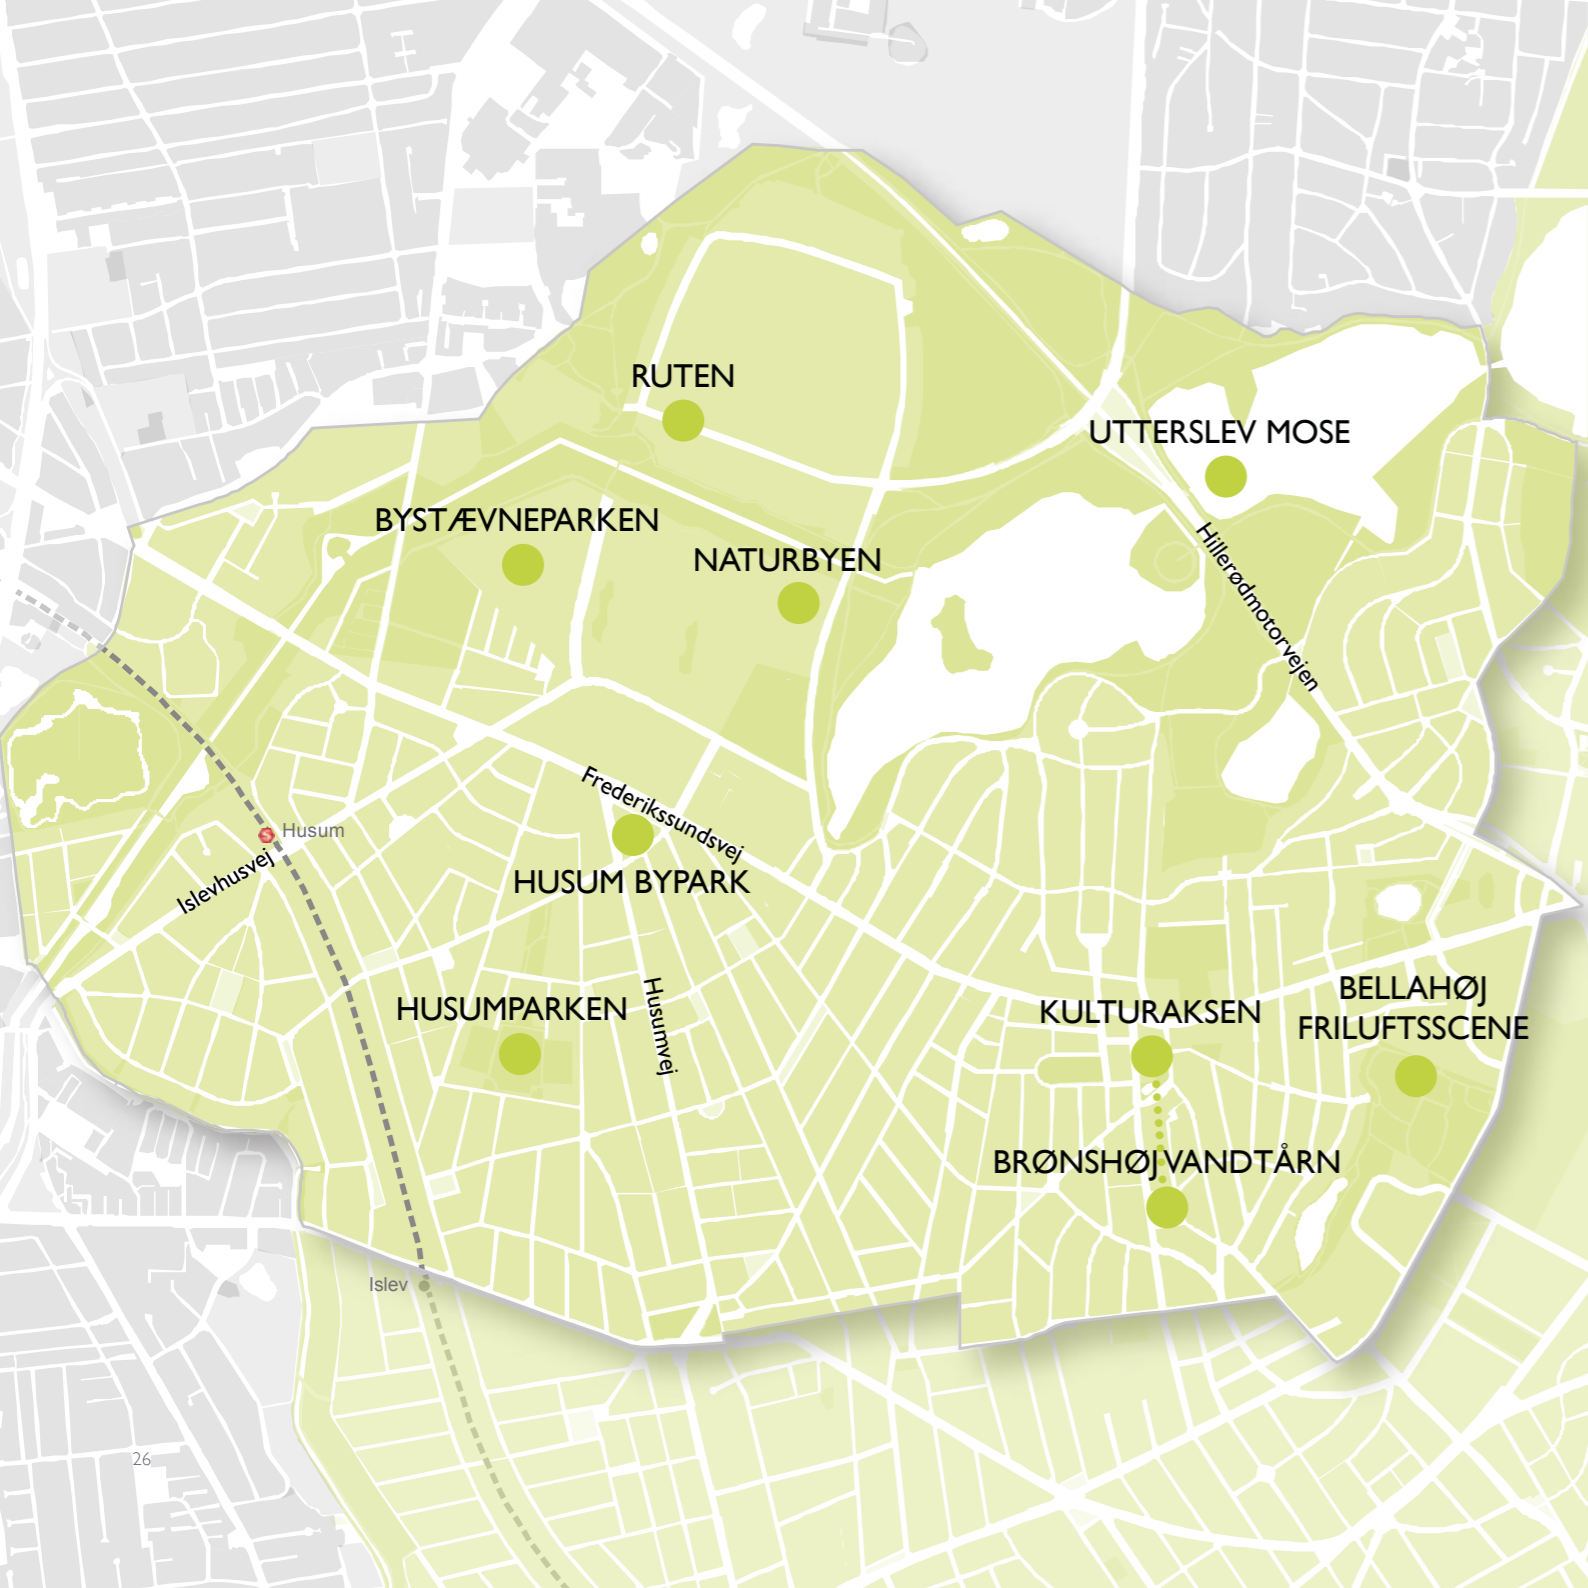 RUTEN
UTTERSLEV MOSE
BYSTÆVNEPARKEN
NATURBYEN
Hillerødmotorvejen
Frederikssundsvej
Husum
Islevhusvej
HUSUM BYPARK
HUSUMPARKEN
Husumvej
KULTURAKSEN
BELLAHØJ
FRILUFTSSCENE
BRØNSHØJ VANDTÅRN
Islev
26